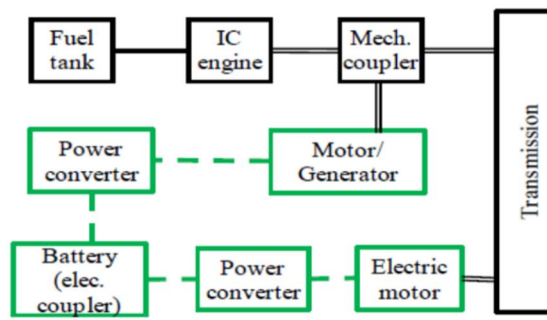 Fuel
tank
IC
engine
Mech.
coupler
Transmission
Power
converter
Motor/
Generator
Battery
(elec.
coupler)
Power
converter
Electric
motor